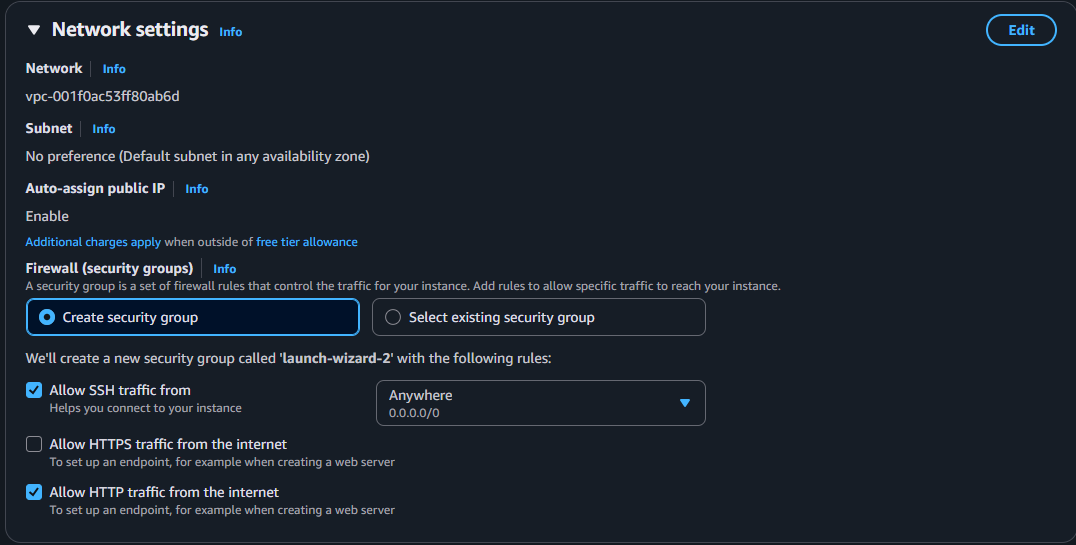 Network settings Info Edit
Network Info
vpc-001f0ac53ff80ab6d
Subnet Info
No preference (Default subnet in any availability zone)
Auto-assign public IP Info
Enable
Additional charges apply when outside of free tier allowance
Firewall (security groups) Info
A security group is a set of firewall rules that control the traffic for your instance. Add rules to allow specific traffic to reach your instance.
Create security group Select existing security group
We'll create a new security group called 'launch-wizard-2' with the following rules:
Allow SSH traffic from Anywhere
Helps you connect to your instance 0.0.0.0/0
Allow HTTPS traffic from the internet
To set up an endpoint, for example when creating a web server
Allow HTTP traffic from the internet
To set up an endpoint, for example when creating a web server